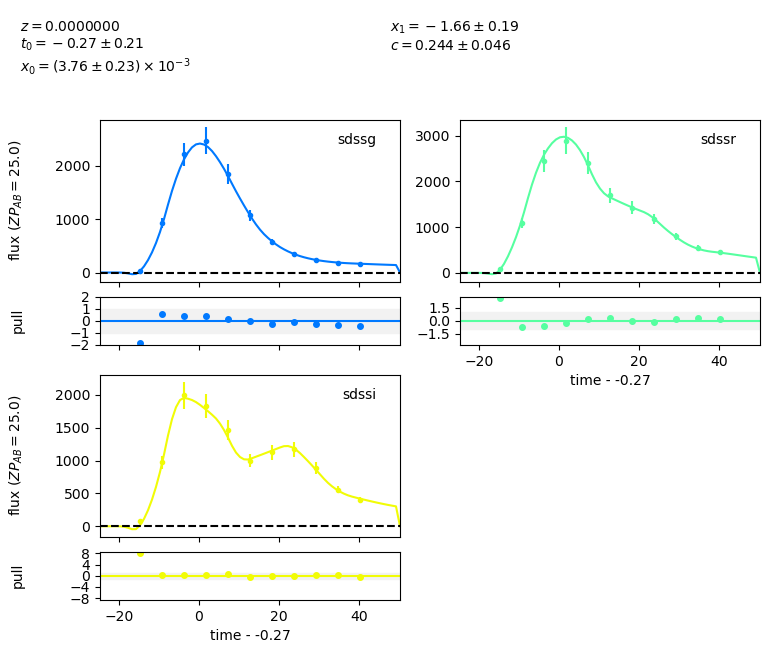 z = 0.0000000
t₀ = −0.27 ± 0.21
x₀ = (3.76 ± 0.23) × 10⁻³
x₁ = −1.66 ± 0.19
c = 0.244 ± 0.046
flux (ZP_AB = 25.0)
2000
1000
0
sdssg
pull
2
1
0
−1
−2
3000
2000
1000
0
sdssr
1.5
0.0
−1.5
−20 0 20 40
time - -0.27
flux (ZP_AB = 25.0)
2000
1500
1000
500
0
sdssi
pull
8
4
0
−4
−8
−20 0 20 40
time - -0.27